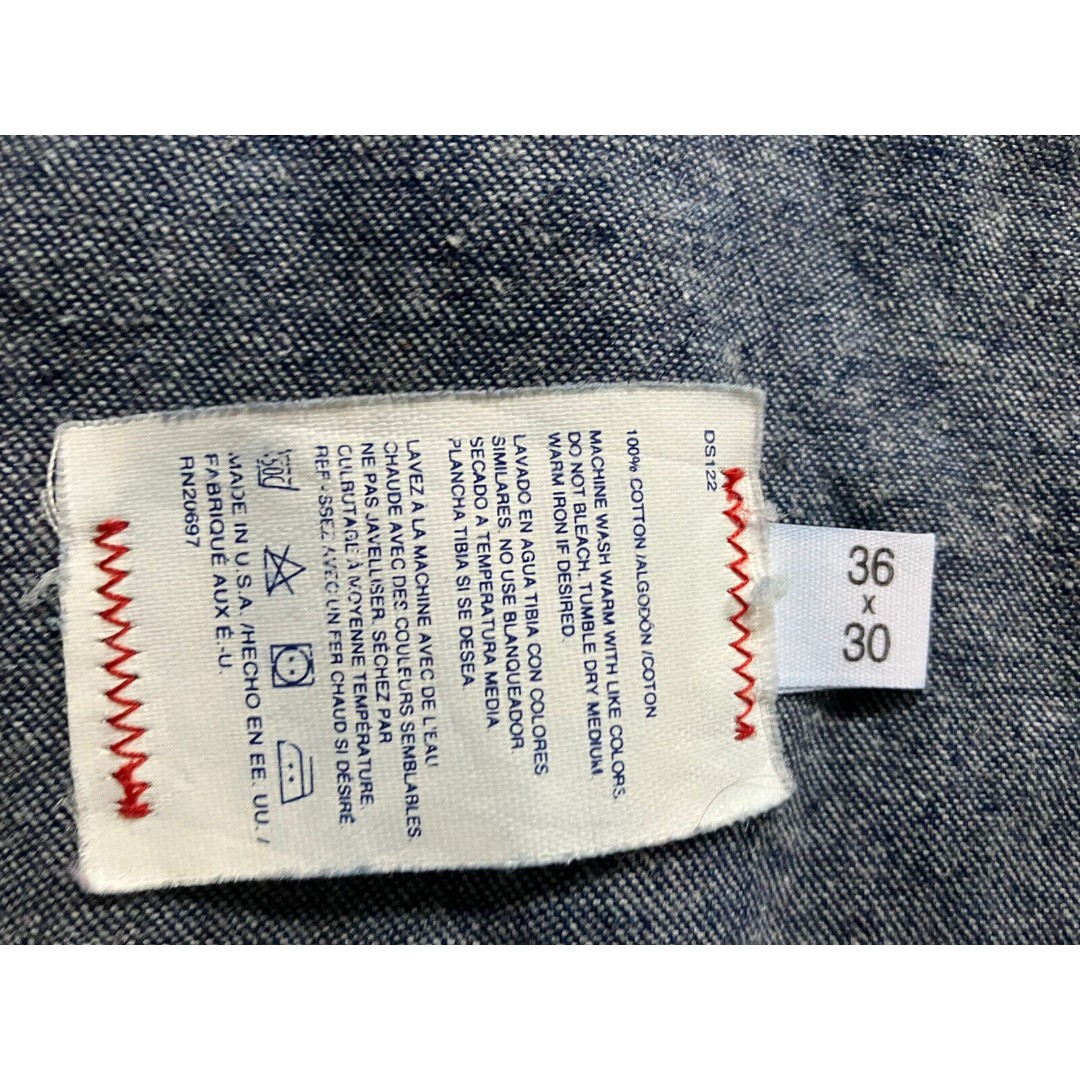 DS122
100% COTTON /ALGODÓN /COTON
MACHINE WASH WARM WITH LIKE COLORS.
DO NOT BLEACH. TUMBLE DRY MEDIUM
WARM IRON IF DESIRED.
LAVADO EN AGUA TIBIA CON COLORES
SIMILARES. NO USE BLANQUEADOR
SECADO A TEMPERATURA MEDIA
PLANCHA TIBIA SI SE DESEA
LAVEZ À LA MACHINE AVEC DE L'EAU
CHAUDE AVEC DES COULEURS SEMBLABLES.
NE PAS JAVELLISER. SÉCHEZ PAR
CULBUTAGE À MOYENNE TEMPÉRATURE.
REPASSEZ AVEC UN FER CHAUD SI DÉSIRÉ.
MADE IN U.S.A. /HECHO EN EE. UU. /
FABRIQUÉ AUX É.-U.
RN20697
36
x
30